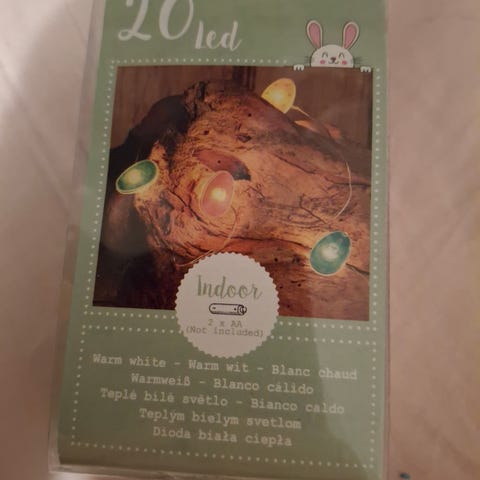 20 Led
Indoor
2 x AA
(Not included)
Warm white - Warm wit - Blanc chaud
Warmweiß - Blanco cálido
Teplé bílé světlo - Bianco caldo
Teplým bielym svetlom
Dioda biała ciepła